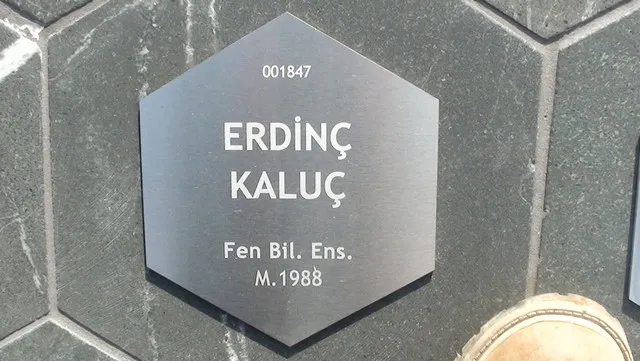 001847
ERDİNÇ
KALUÇ
Fen Bil. Ens.
M.1988